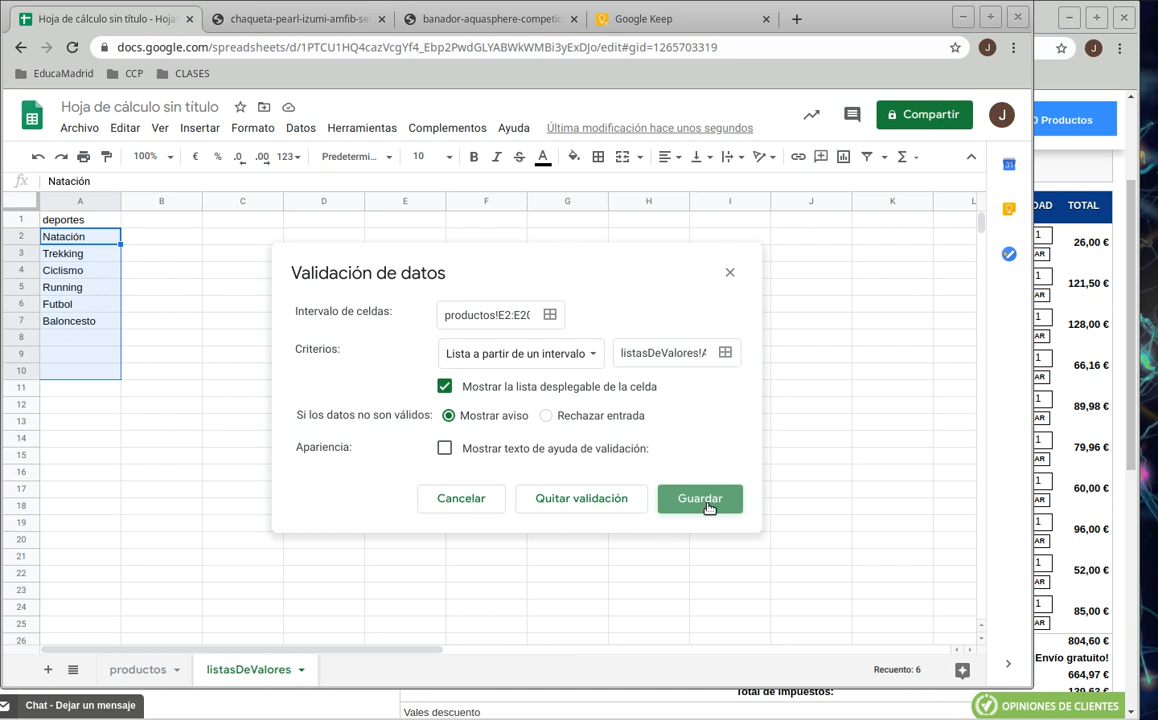 Hoja de cálculo sin título - Hoja
chaqueta-pearl-izumi-amfib-se
banador-aquasphere-competic
Google Keep
docs.google.com/spreadsheets/d/1PTCU1HQ4cazVcgYf4_Ebp2PwdGLYABWkWMBi3yExDJo/edit#gid=1265703319
J
J
EducaMadrid
CCP
CLASES
Hoja de cálculo sin título
Compartir
J
Archivo Editar Ver Insertar Formato Datos Herramientas Complementos Ayuda Última modificación hace unos segundos
0 Productos
100% € % .0 .00 123 Predetermi... 10 B I S A
fx Natación
31
A B C D E F G H I J K L
DAD TOTAL
1 deportes
2 Natación
3 Trekking
4 Ciclismo
5 Running
6 Futbol
7 Baloncesto
8
9
10
11
12
13
14
15
16
17
18
19
20
21
22
23
24
25
26
Validación de datos
Intervalo de celdas: productos!E2:E20
Criterios: Lista a partir de un intervalo listasDeValores!A
Mostrar la lista desplegable de la celda
Si los datos no son válidos: Mostrar aviso Rechazar entrada
Apariencia: Mostrar texto de ayuda de validación:
Cancelar Quitar validación Guardar
1 26,00 €
AR
1 121,50 €
AR
1 128,00 €
AR
1 66,16 €
AR
1 89,98 €
AR
1 79,96 €
AR
1 60,00 €
AR
1 96,00 €
AR
1 52,00 €
AR
1 85,00 €
AR
804,60 €
Envío gratuito!
664,97 €
productos listasDeValores Recuento: 6
Total de impuestos: 139,63 €
Chat - Dejar un mensaje
Vales descuento
OPINIONES DE CLIENTES